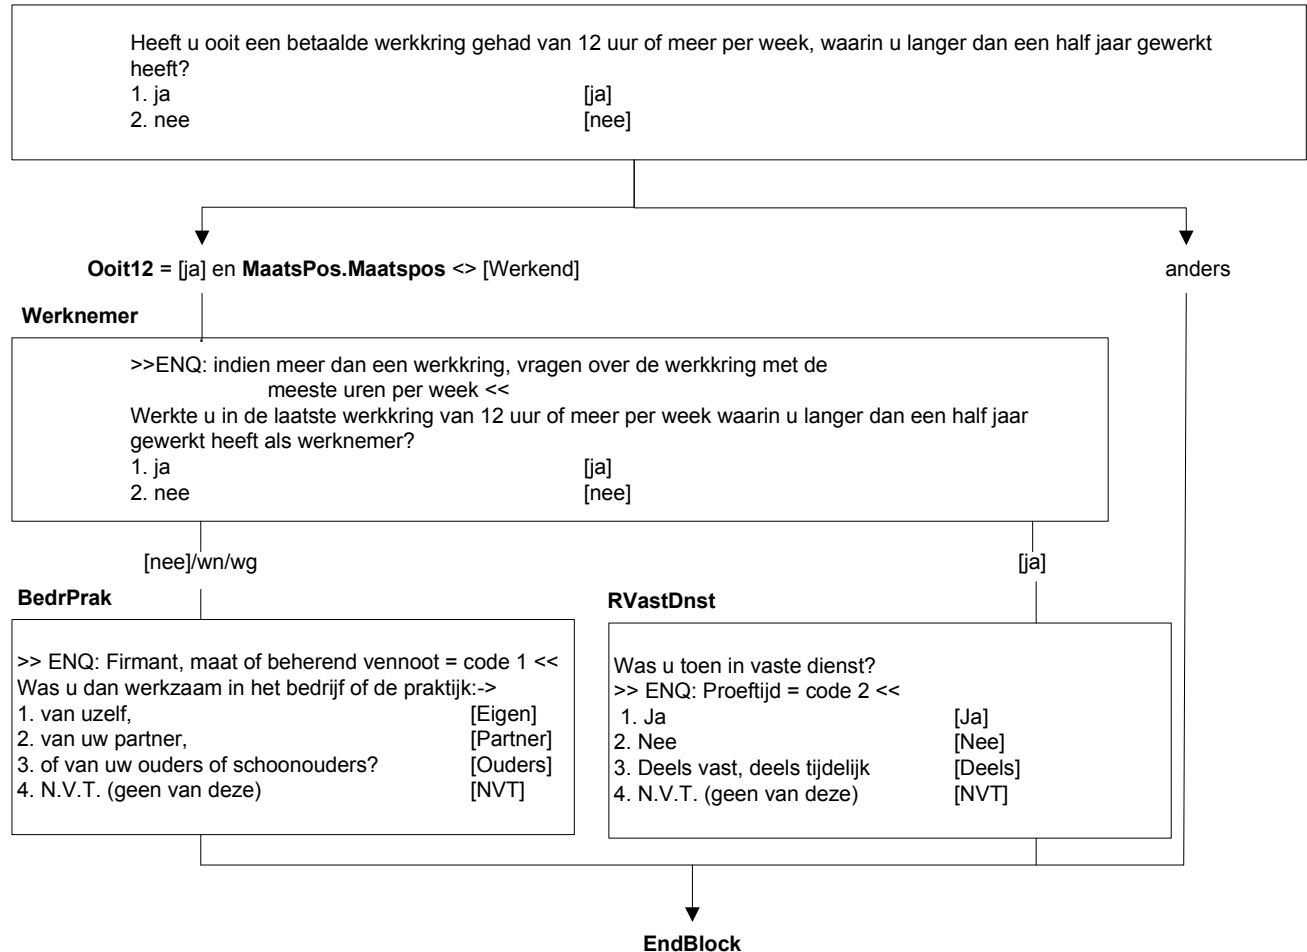 Heeft u ooit een betaalde werkkring gehad van 12 uur of meer per week, waarin u langer dan een half jaar gewerkt
heeft?
1. ja [ja]
2. nee [nee]
Ooit12 = [ja] en MaatsPos.Maatspos <> [Werkend]
anders
Werknemer
>>ENQ: indien meer dan een werkkring, vragen over de werkkring met de
meeste uren per week <<
Werkte u in de laatste werkkring van 12 uur of meer per week waarin u langer dan een half jaar
gewerkt heeft als werknemer?
1. ja [ja]
2. nee [nee]
[nee]/wn/wg
[ja]
BedrPrak
>> ENQ: Firmant, maat of beherend vennoot = code 1 <<
Was u dan werkzaam in het bedrijf of de praktijk:->
1. van uzelf, [Eigen]
2. van uw partner, [Partner]
3. of van uw ouders of schoonouders? [Ouders]
4. N.V.T. (geen van deze) [NVT]
RVastDnst
Was u toen in vaste dienst?
>> ENQ: Proeftijd = code 2 <<
1. Ja [Ja]
2. Nee [Nee]
3. Deels vast, deels tijdelijk [Deels]
4. N.V.T. (geen van deze) [NVT]
EndBlock